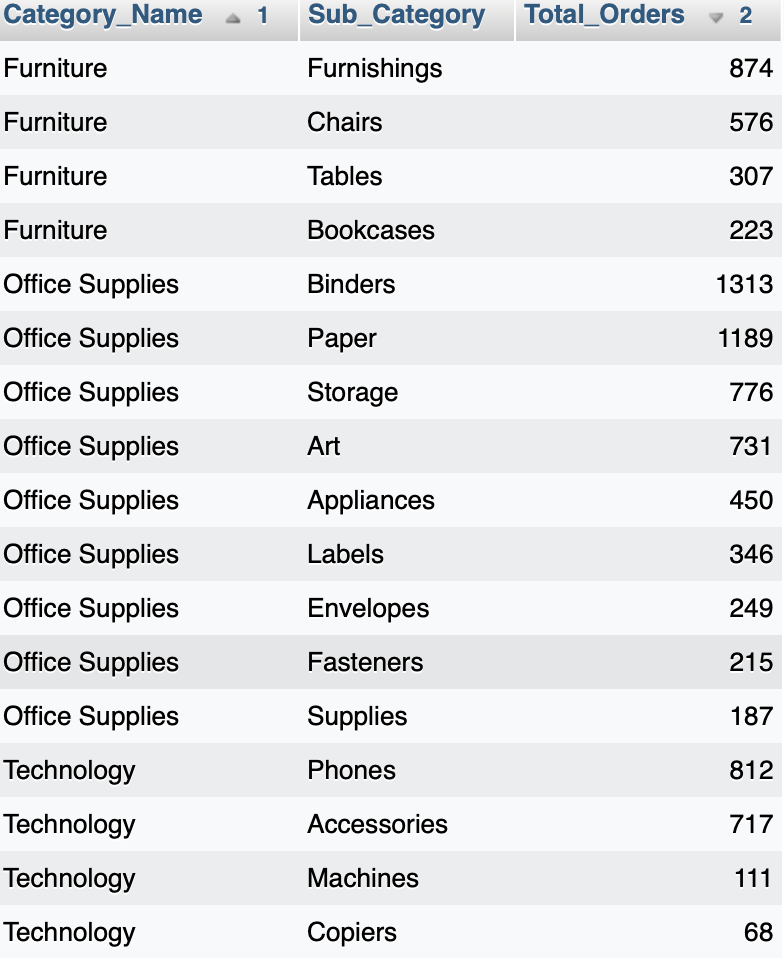 Category_Name 1 Sub_Category Total_Orders 2
Furniture Furnishings 874
Furniture Chairs 576
Furniture Tables 307
Furniture Bookcases 223
Office Supplies Binders 1313
Office Supplies Paper 1189
Office Supplies Storage 776
Office Supplies Art 731
Office Supplies Appliances 450
Office Supplies Labels 346
Office Supplies Envelopes 249
Office Supplies Fasteners 215
Office Supplies Supplies 187
Technology Phones 812
Technology Accessories 717
Technology Machines 111
Technology Copiers 68